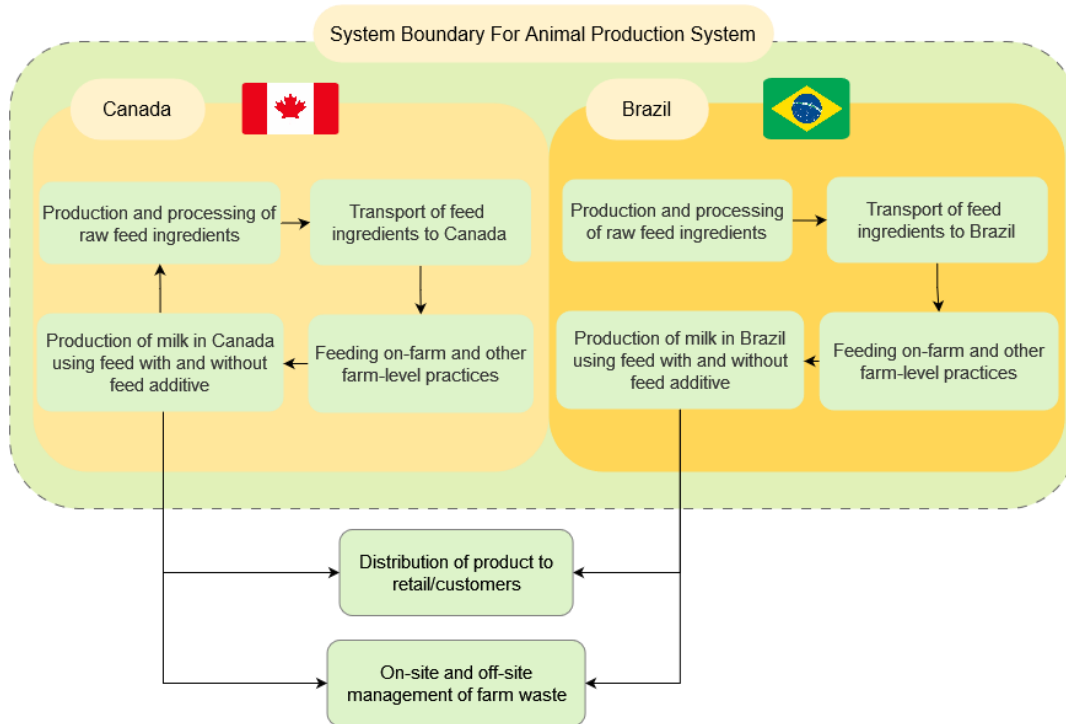 System Boundary For Animal Production System
Canada
Brazil
Production and processing of
raw feed ingredients
Transport of feed
ingredients to Canada
Production and processing
of raw feed ingredients
Transport of feed
ingredients to Brazil
Production of milk in Canada
using feed with and without
feed additive
Feeding on-farm and other
farm-level practices
Production of milk in Brazil
using feed with and without
feed additive
Feeding on-farm and other
farm-level practices
Distribution of product to
retail/customers
On-site and off-site
management of farm waste